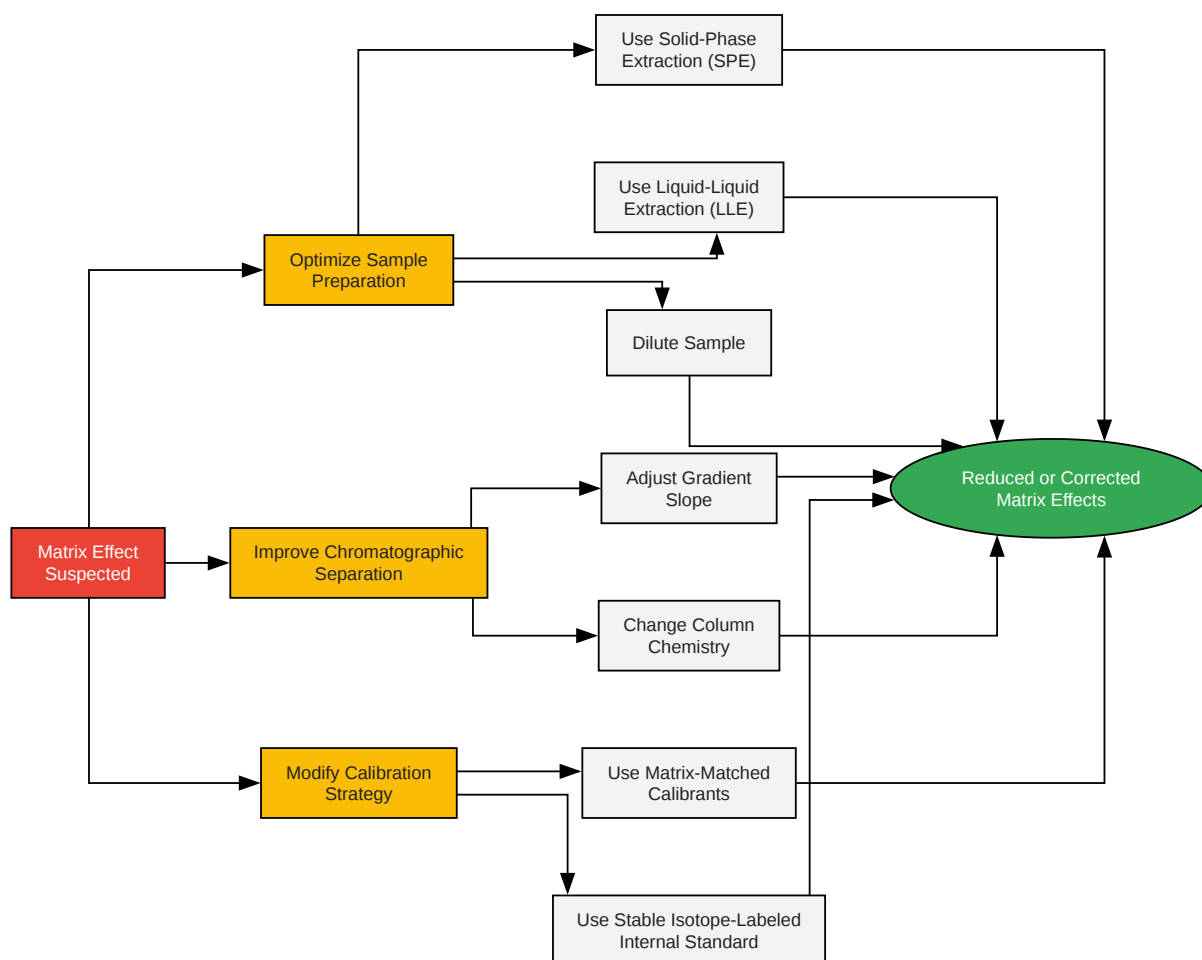 Use Solid-Phase
Extraction (SPE)
Use Liquid-Liquid
Extraction (LLE)
Optimize Sample
Preparation
Dilute Sample
Adjust Gradient
Slope
Reduced or Corrected
Matrix Effects
Matrix Effect
Suspected
Improve Chromatographic
Separation
Change Column
Chemistry
Modify Calibration
Strategy
Use Matrix-Matched
Calibrants
Use Stable Isotope-Labeled
Internal Standard